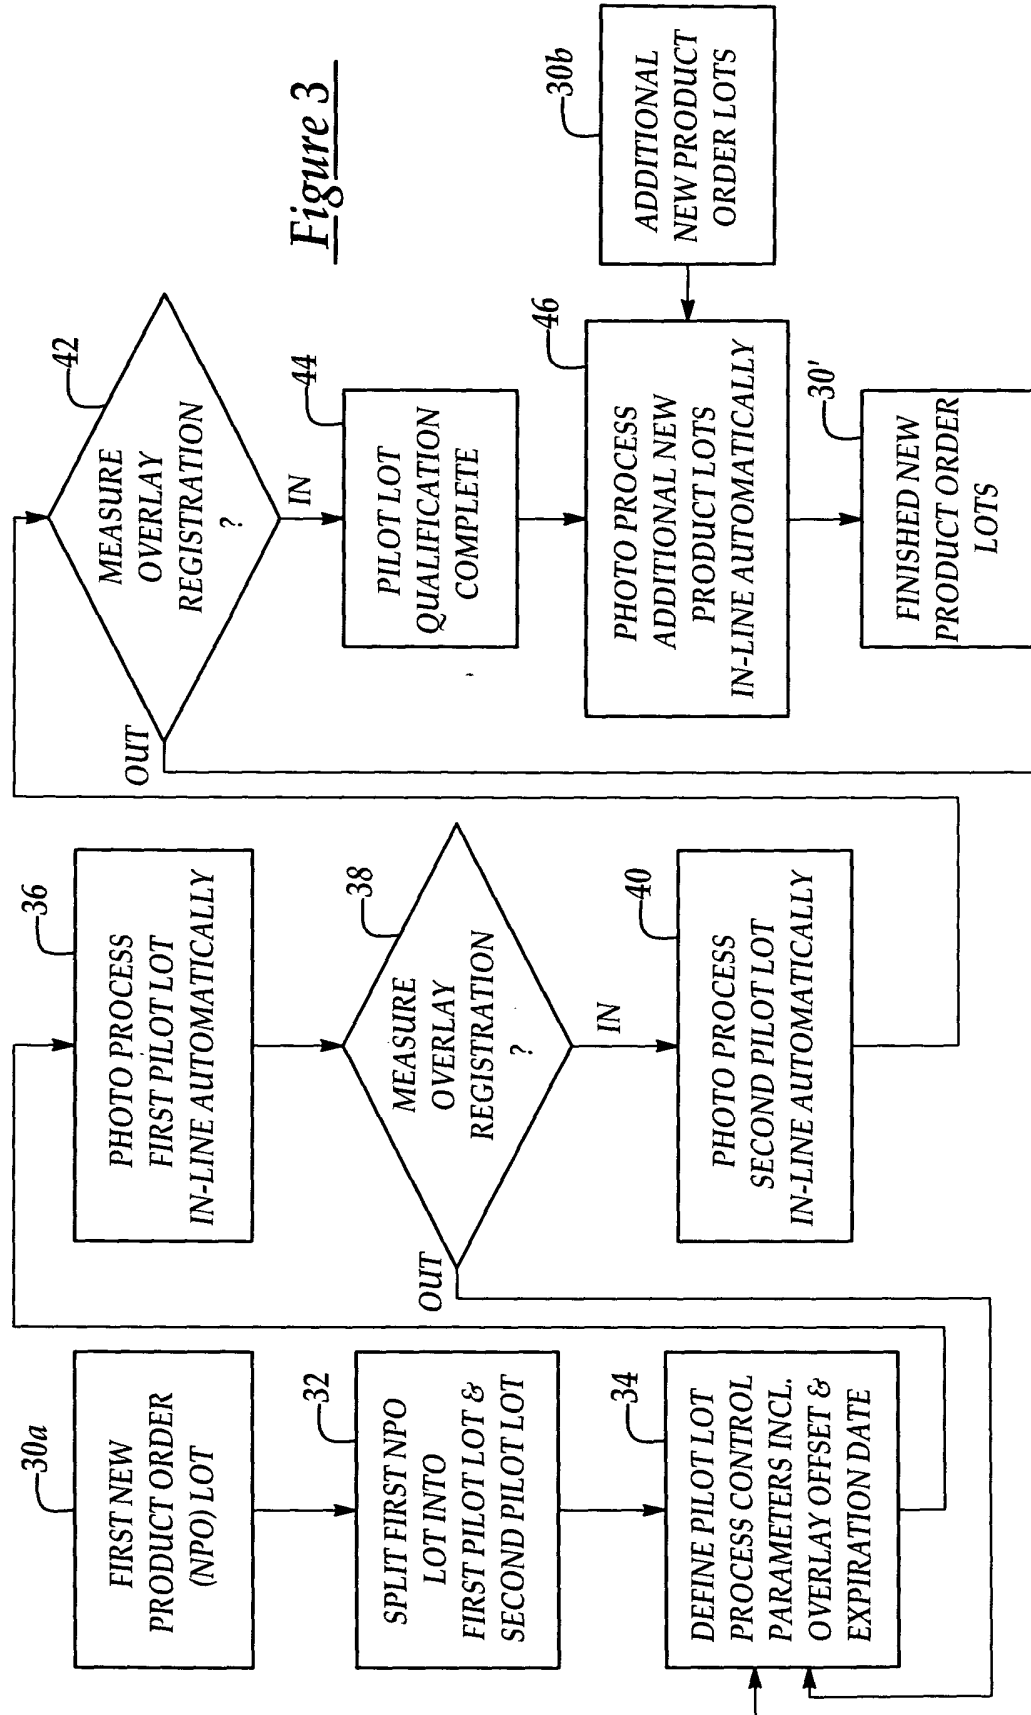 30a
FIRST NEW
PRODUCT ORDER
(NPO) LOT
32
SPLIT FIRST NPO
LOT INTO
FIRST PILOT LOT &
SECOND PILOT LOT
34
DEFINE PILOT LOT
PROCESS CONTROL
PARAMETERS INCL.
OVERLAY OFFSET &
EXPIRATION DATE
36
PHOTO PROCESS
FIRST PILOT LOT
IN-LINE AUTOMATICALLY
38
MEASURE
OVERLAY
REGISTRATION
?
OUT
IN
40
PHOTO PROCESS
SECOND PILOT LOT
IN-LINE AUTOMATICALLY
42
MEASURE
OVERLAY
REGISTRATION
?
OUT
IN
44
PILOT LOT
QUALIFICATION
COMPLETE
46
PHOTO PROCESS
ADDITIONAL NEW
PRODUCT LOTS
IN-LINE AUTOMATICALLY
30'
FINISHED NEW
PRODUCT ORDER
LOTS
Figure 3
30b
ADDITIONAL
NEW PRODUCT
ORDER LOTS